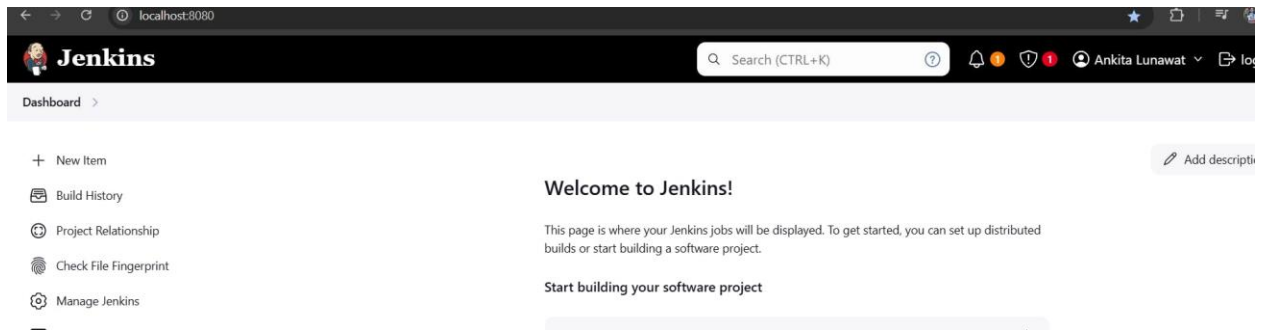 localhost:8080
Jenkins
Search (CTRL+K)
?
1
1
Ankita Lunawat
Dashboard
New Item
Add
Build History
Welcome to Jenkins!
Project Relationship
This page is where your Jenkins jobs will be displayed. To get started, you can set up distributed
builds or start building a software project.
Check File Fingerprint
Start building your software project
Manage Jenkins